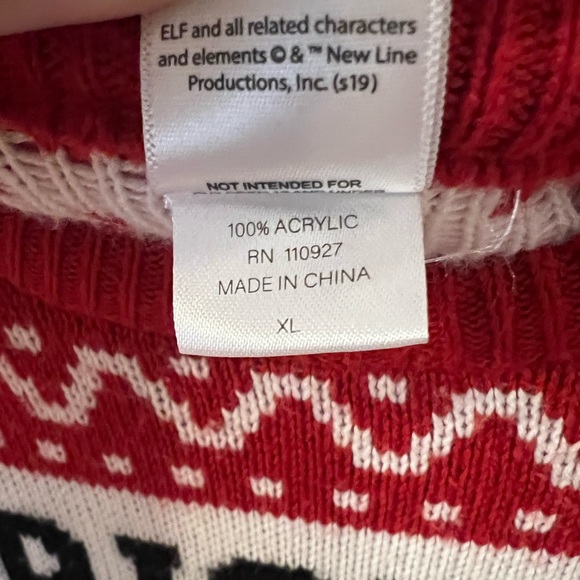 ELF and all related characters
and elements © & ™ New Line
Productions, Inc. (s19)
NOT INTENDED FOR
100% ACRYLIC
RN 110927
MADE IN CHINA
XL